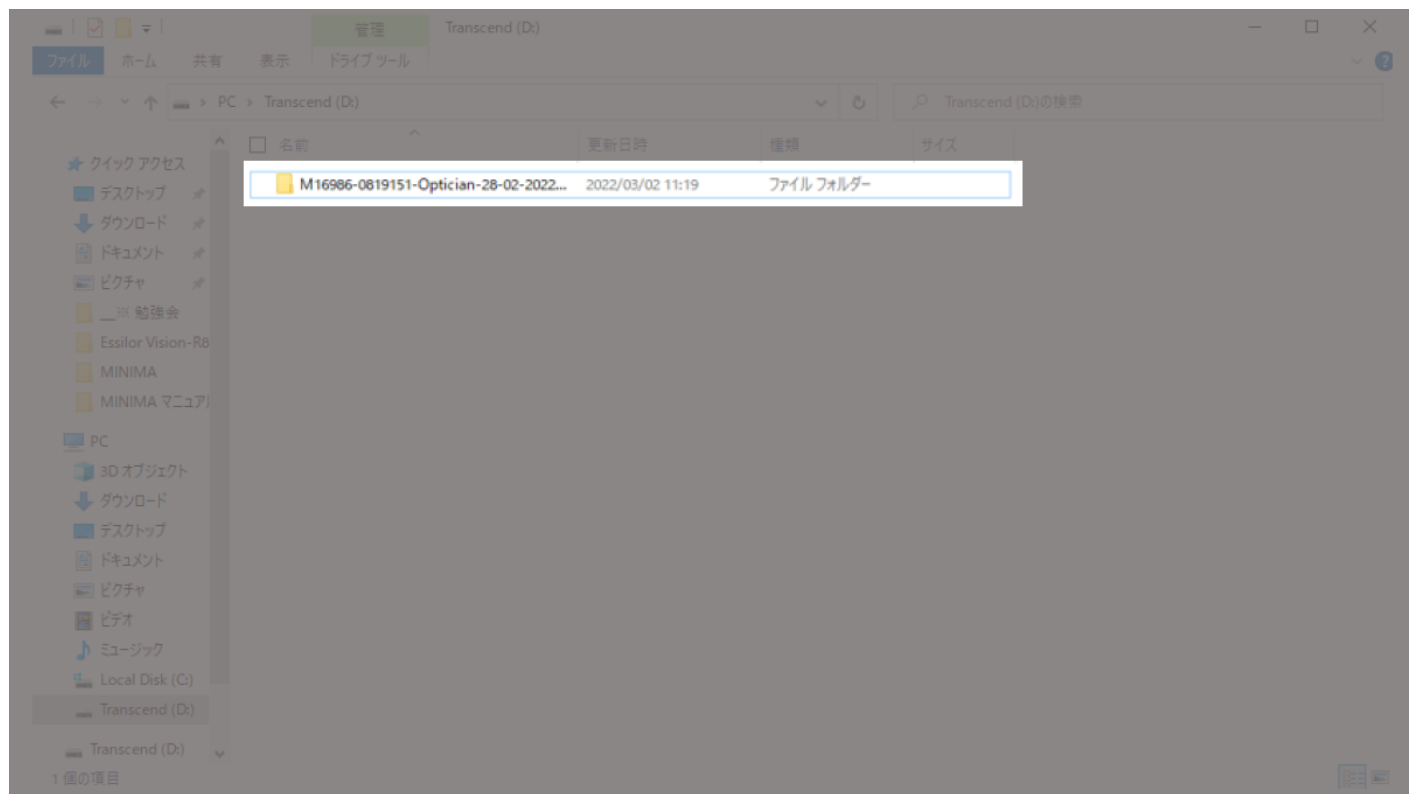 管理 Transcend (D:)
ファイル ホーム 共有 表示 ドライブ ツール
PC › Transcend (D:) Transcend (D:)の検索
名前 更新日時 種類 サイズ
M16986-0819151-Optician-28-02-2022... 2022/03/02 11:19 ファイル フォルダー
クイック アクセス
デスクトップ
ダウンロード
ドキュメント
ピクチャ
__※ 勉強会
Essilor Vision-R8
MINIMA
MINIMA マニュアル
PC
3D オブジェクト
ダウンロード
デスクトップ
ドキュメント
ピクチャ
ビデオ
ミュージック
Local Disk (C:)
Transcend (D:)
Transcend (D:)
1 個の項目